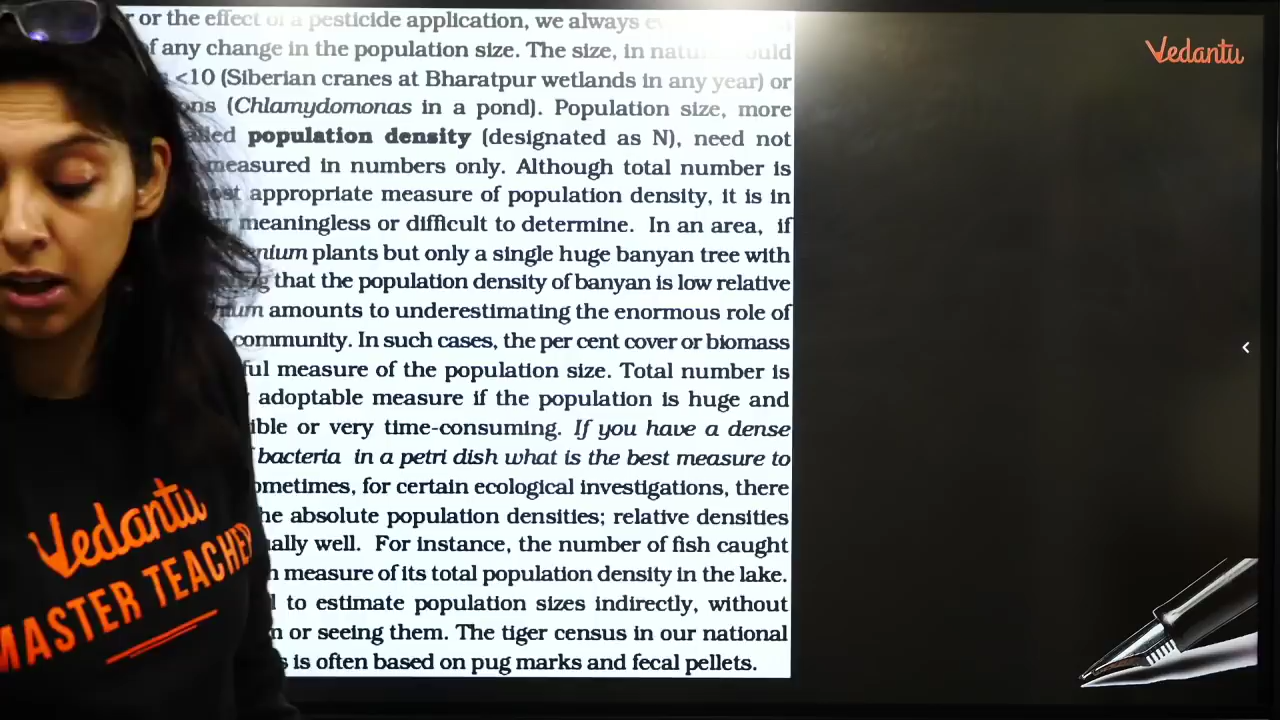 or the effect of a pesticide application, we always
of any change in the population size. The size, in
<10 (Siberian cranes at Bharatpur wetlands in any year) or
(Chlamydomonas in a pond). Population size, more
population density (designated as N), need not
measured in numbers only. Although total number is
appropriate measure of population density, it is in
meaningless or difficult to determine. In an area, if
plants but only a single huge banyan tree with
that the population density of banyan is low relative
amounts to underestimating the enormous role of
community. In such cases, the per cent cover or biomass
measure of the population size. Total number is
adoptable measure if the population is huge and
or very time-consuming. If you have a dense
bacteria in a petri dish what is the best measure to
ometimes, for certain ecological investigations, there
he absolute population densities; relative densities
ally well. For instance, the number of fish caught
measure of its total population density in the lake.
to estimate population sizes indirectly, without
or seeing them. The tiger census in our national
is often based on pug marks and fecal pellets.
Vedantu
Vedantu
MASTER TEACHER